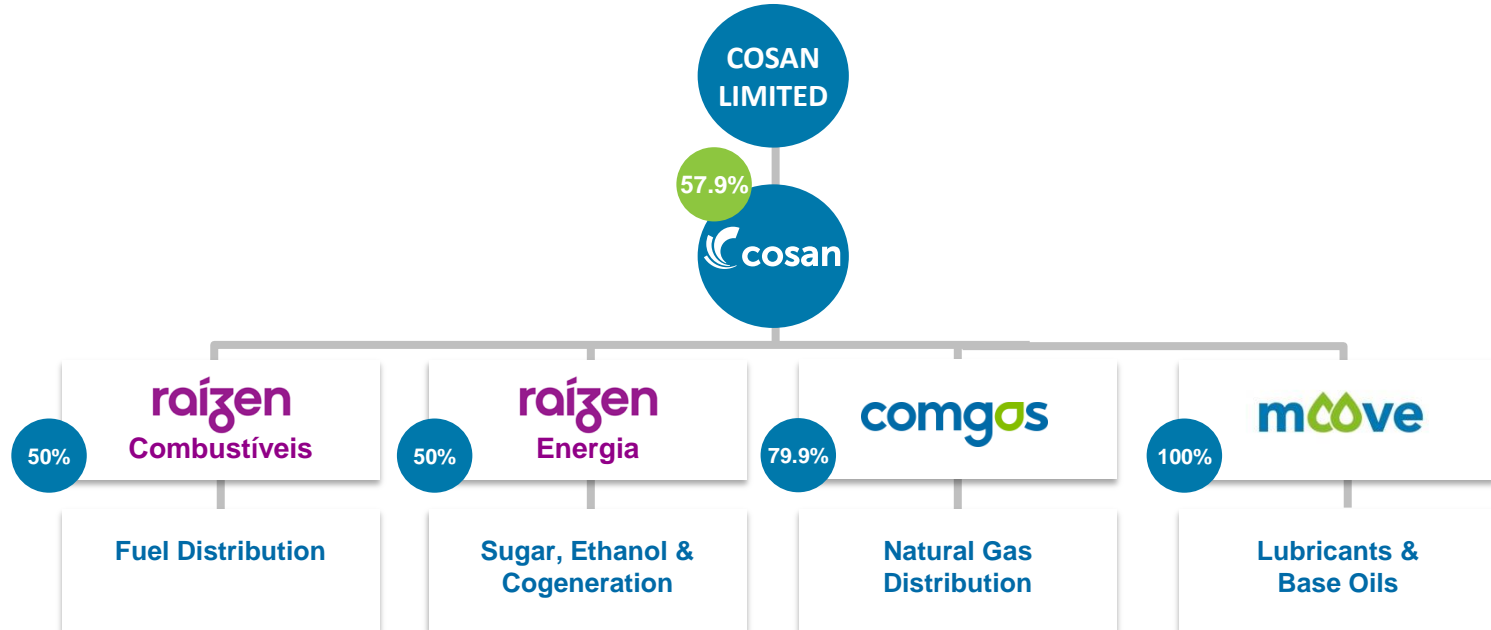 COSAN
LIMITED
57.9%
cosan
raízen
Combustíveis
50%
raízen
Energia
50%
comgas
79.9%
moove
100%
Fuel Distribution
Sugar, Ethanol &
Cogeneration
Natural Gas
Distribution
Lubricants &
Base Oils